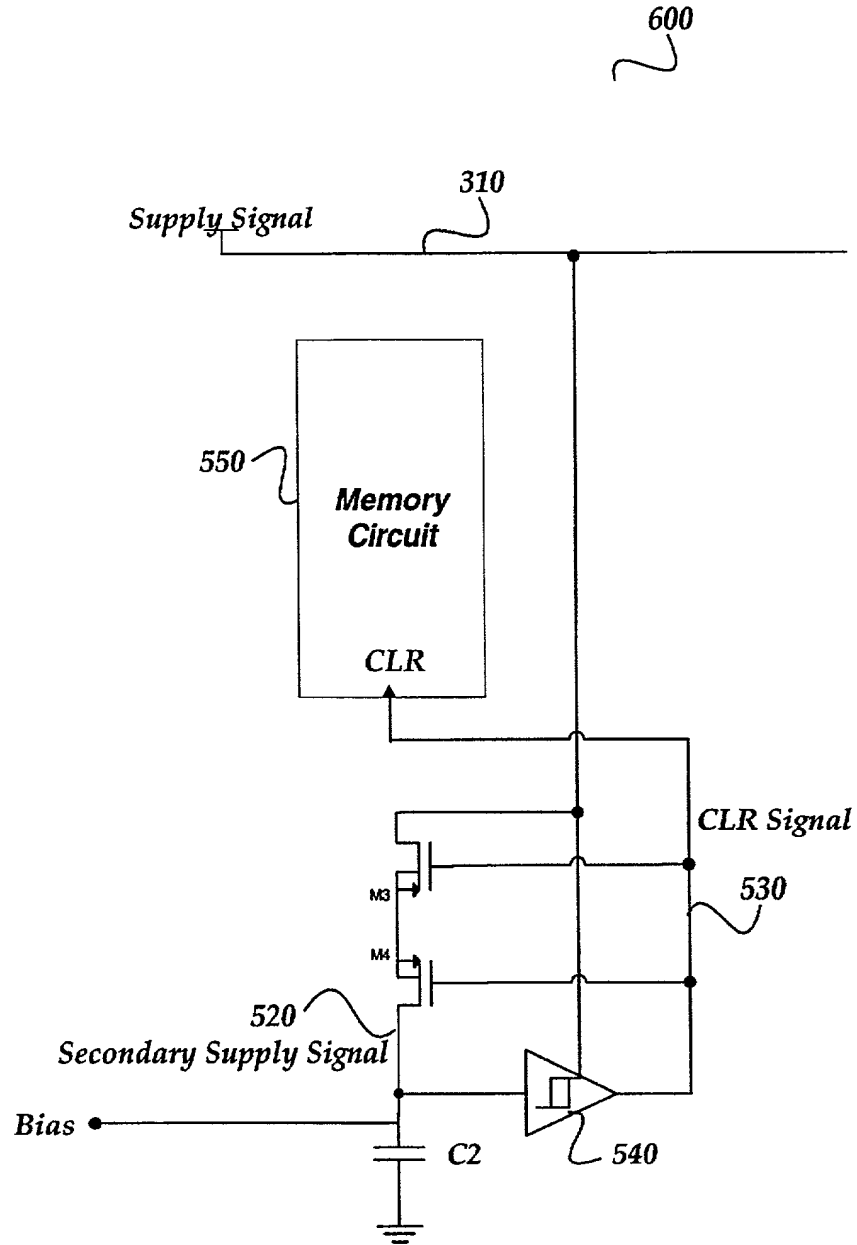 600
310
Supply Signal
550
Memory
Circuit
CLR
CLR Signal
M3
530
M4
520
Secondary Supply Signal
Bias
C2
540